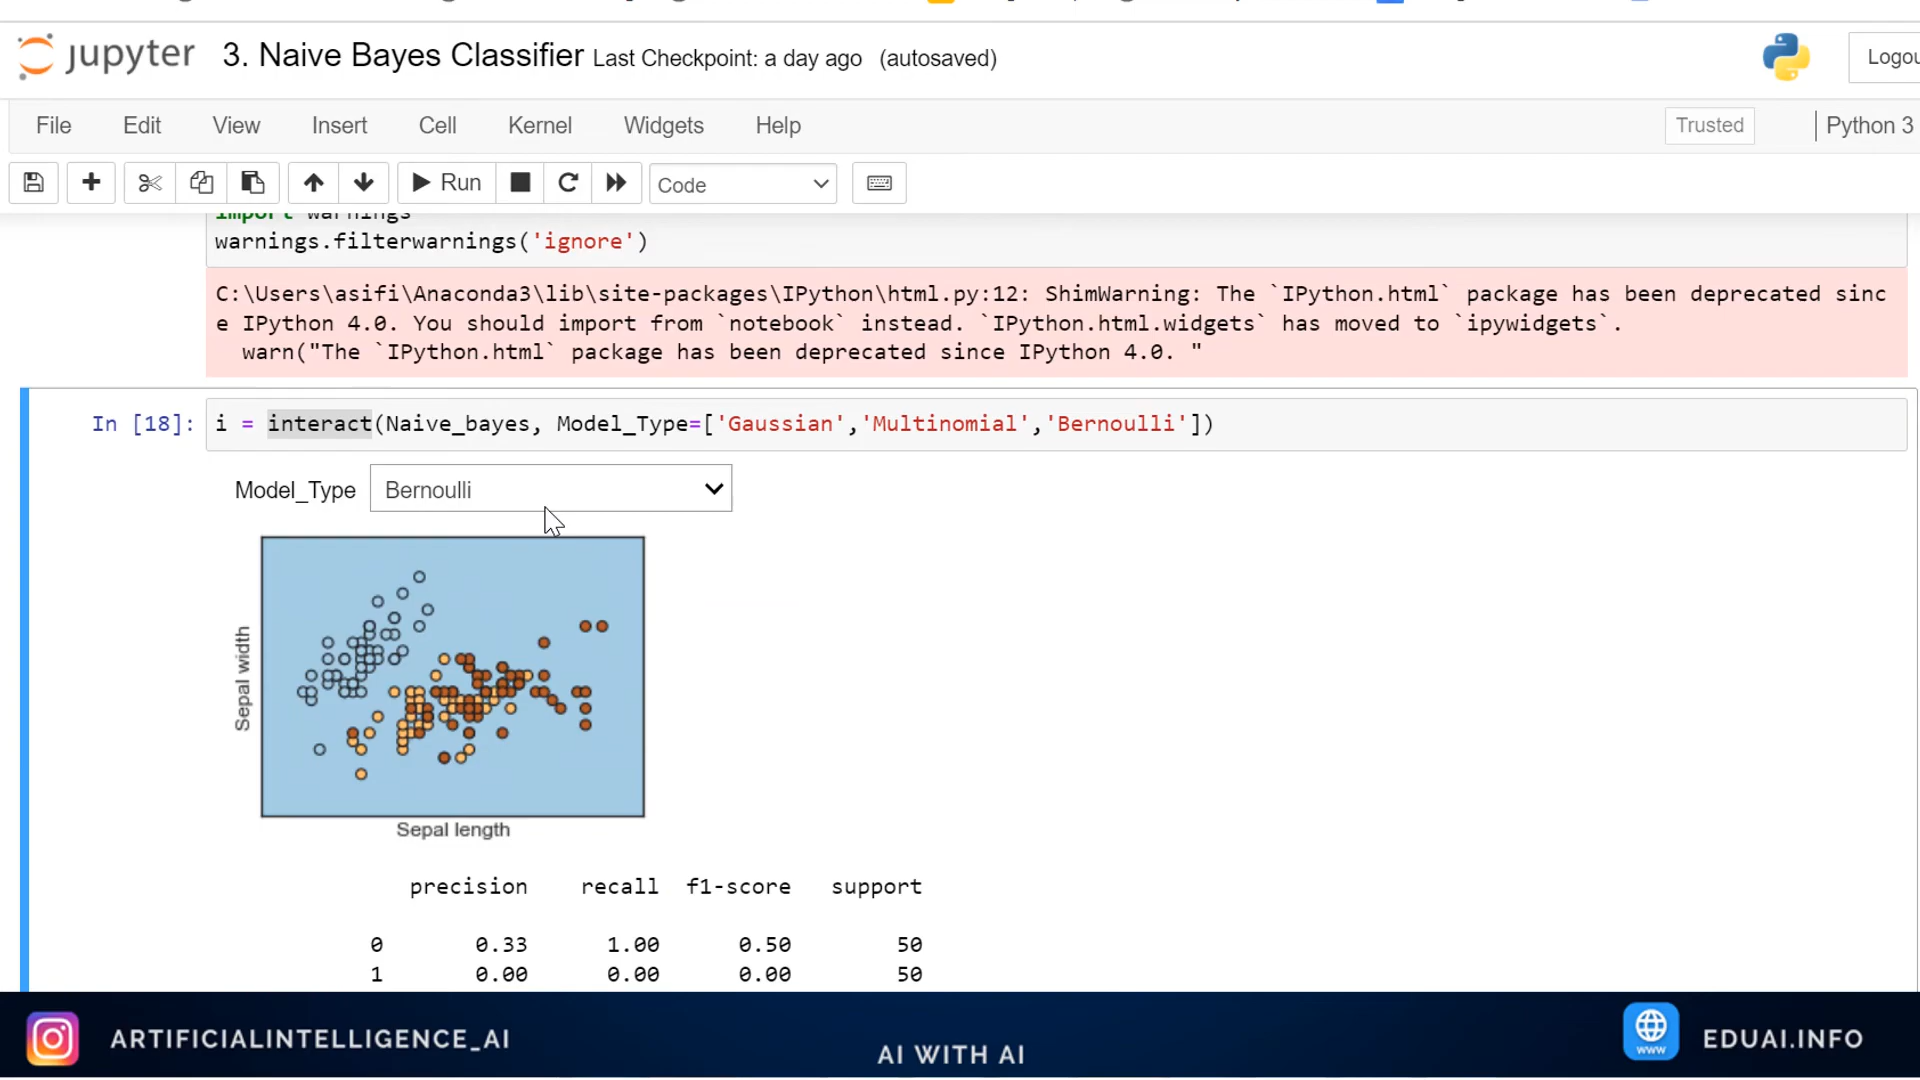 jupyter 3. Naive Bayes Classifier Last Checkpoint: a day ago (autosaved)
Logou
File Edit View Insert Cell Kernel Widgets Help
Trusted
Python 3
Run
Code
import warnings
warnings.filterwarnings('ignore')
C:\Users\asifi\Anaconda3\lib\site-packages\IPython\html.py:12: ShimWarning: The `IPython.html` package has been deprecated sinc
e IPython 4.0. You should import from `notebook` instead. `IPython.html.widgets` has moved to `ipywidgets`.
warn("The `IPython.html` package has been deprecated since IPython 4.0. "
In [18]: i = interact(Naive_bayes, Model_Type=['Gaussian','Multinomial','Bernoulli'])
Model_Type Bernoulli
Sepal width
Sepal length
precision recall f1-score support
0 0.33 1.00 0.50 50
1 0.00 0.00 0.00 50
ARTIFICIALINTELLIGENCE_AI
AI WITH AI
WWW
EDUAI.INFO